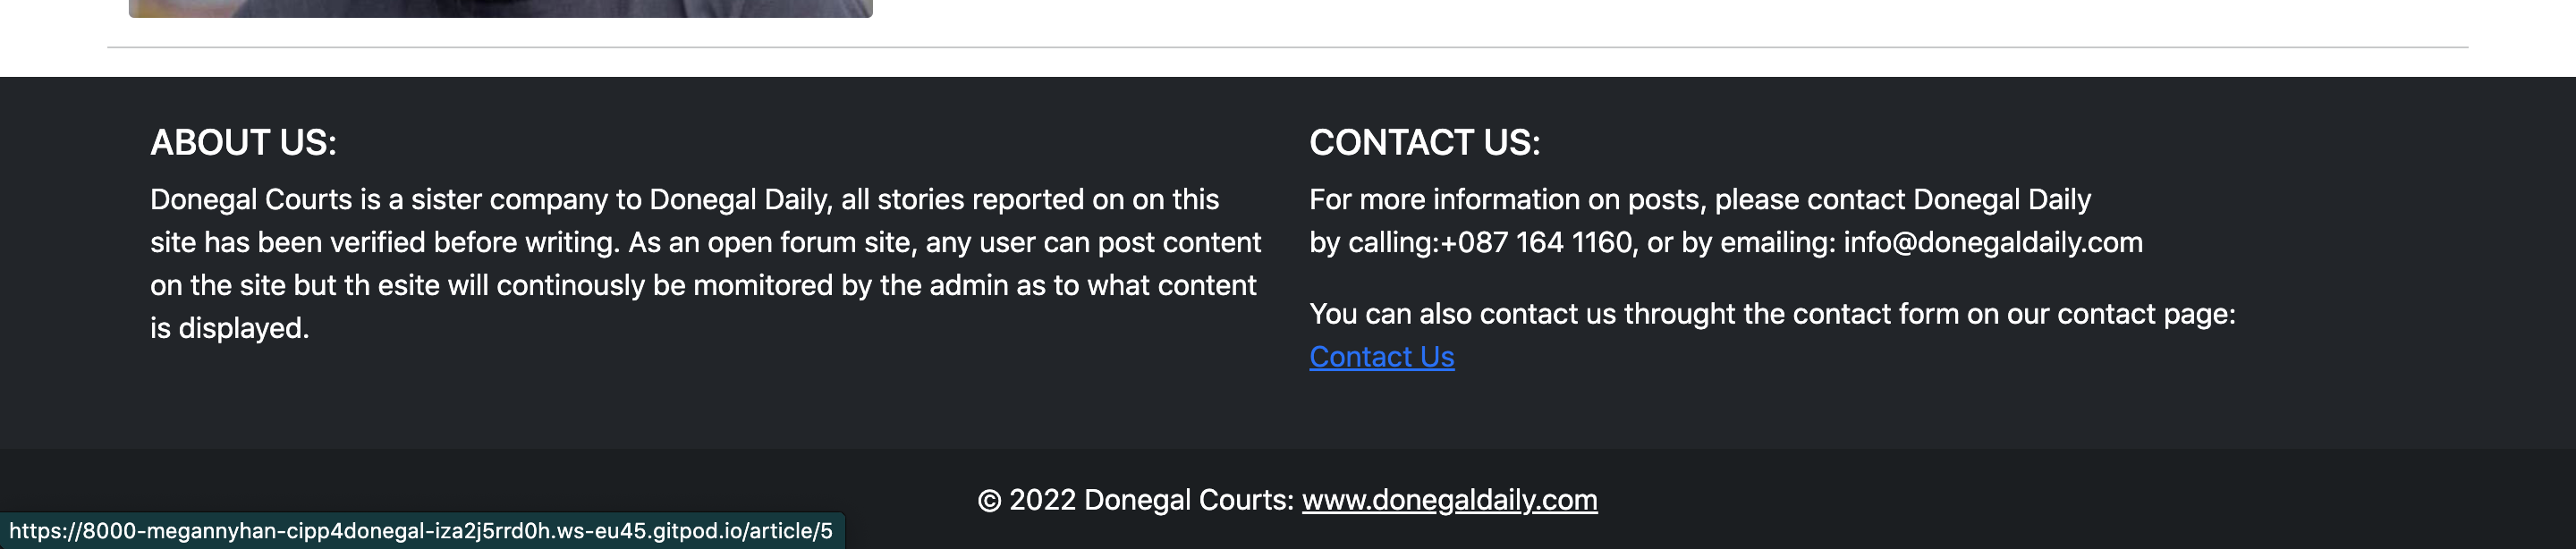 ABOUT US:
Donegal Courts is a sister company to Donegal Daily, all stories reported on on this
site has been verified before writing. As an open forum site, any user can post content
on the site but th esite will continously be momitored by the admin as to what content
is displayed.
CONTACT US:
For more information on posts, please contact Donegal Daily
by calling:+087 164 1160, or by emailing: info@donegaldaily.com
You can also contact us throught the contact form on our contact page:
Contact Us
© 2022 Donegal Courts: www.donegaldaily.com
https://8000-megannyhan-cipp4donegal-iza2j5rrd0h.ws-eu45.gitpod.io/article/5